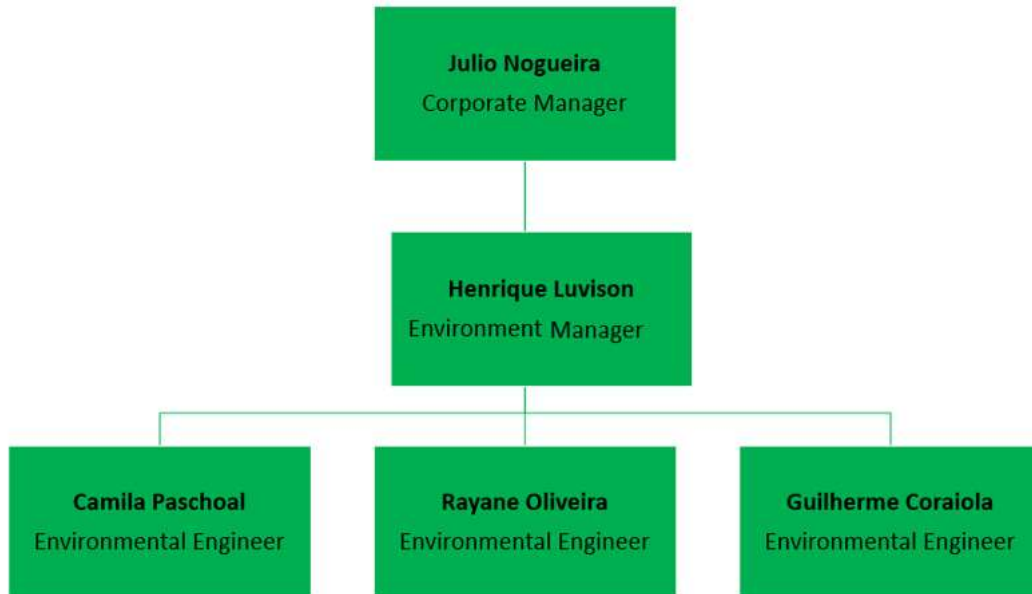 Julio Nogueira
Corporate Manager
Henrique Luvison
Environment Manager
Camila Paschoal
Environmental Engineer
Rayane Oliveira
Environmental Engineer
Guilherme Coraiola
Environmental Engineer